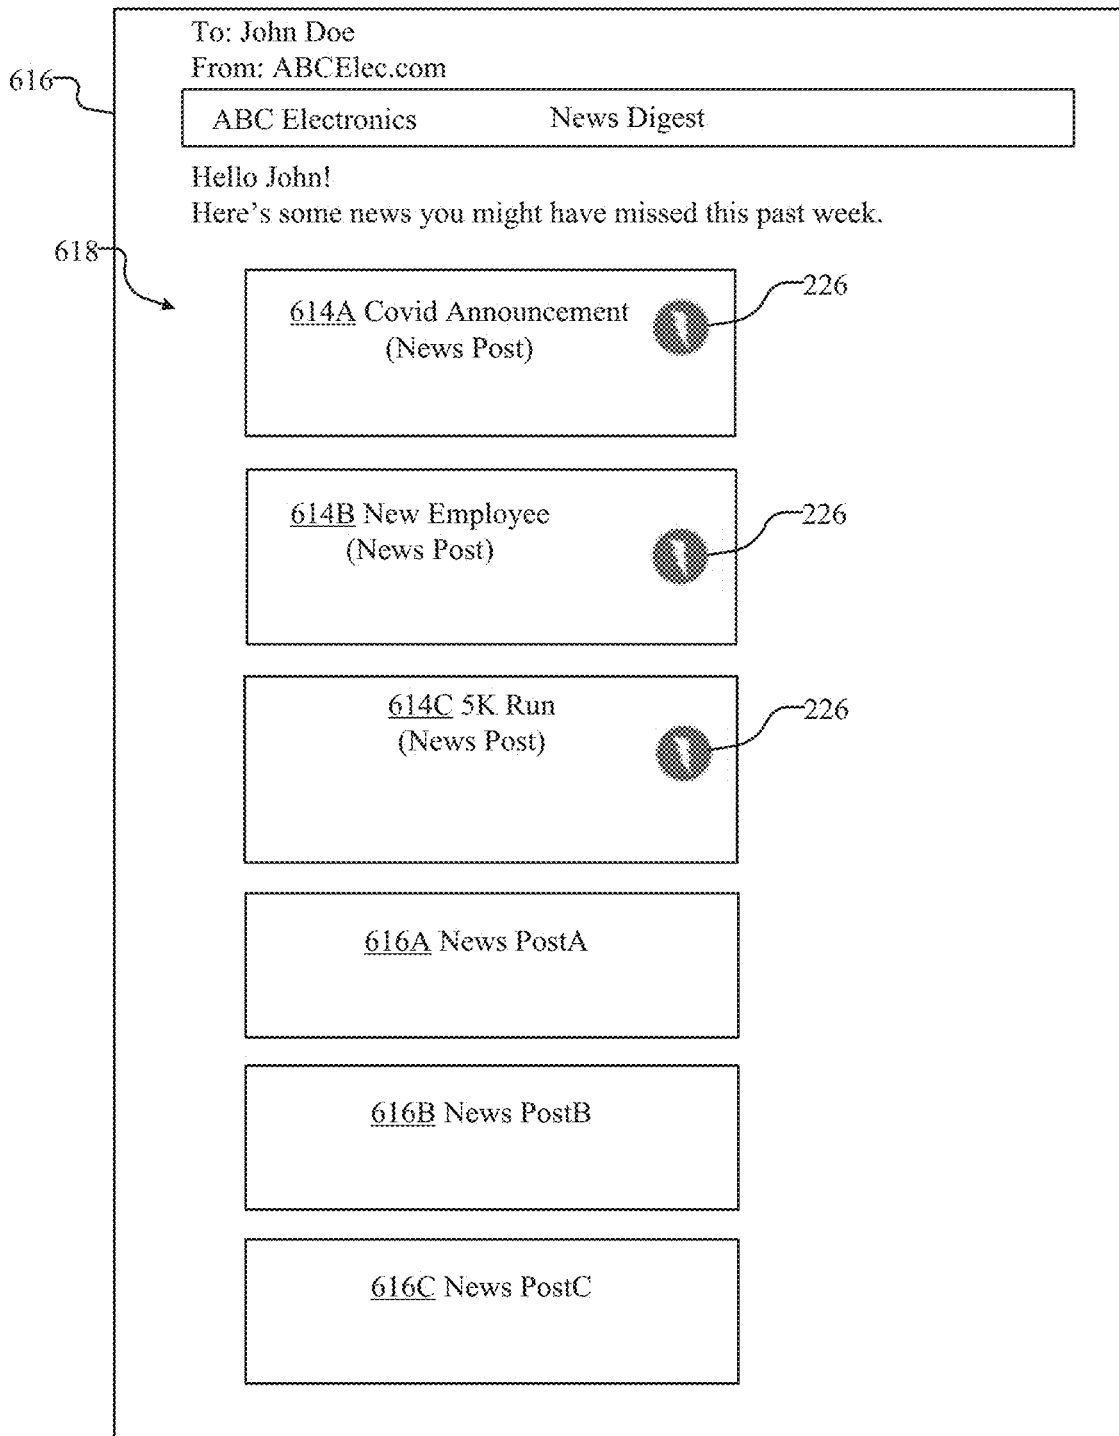 To: John Doe
From: ABCElec.com
616
ABC Electronics News Digest
Hello John!
Here's some news you might have missed this past week.
618
614A Covid Announcement
(News Post)
226
614B New Employee
(News Post)
226
614C 5K Run
(News Post)
226
616A News PostA
616B News PostB
616C News PostC